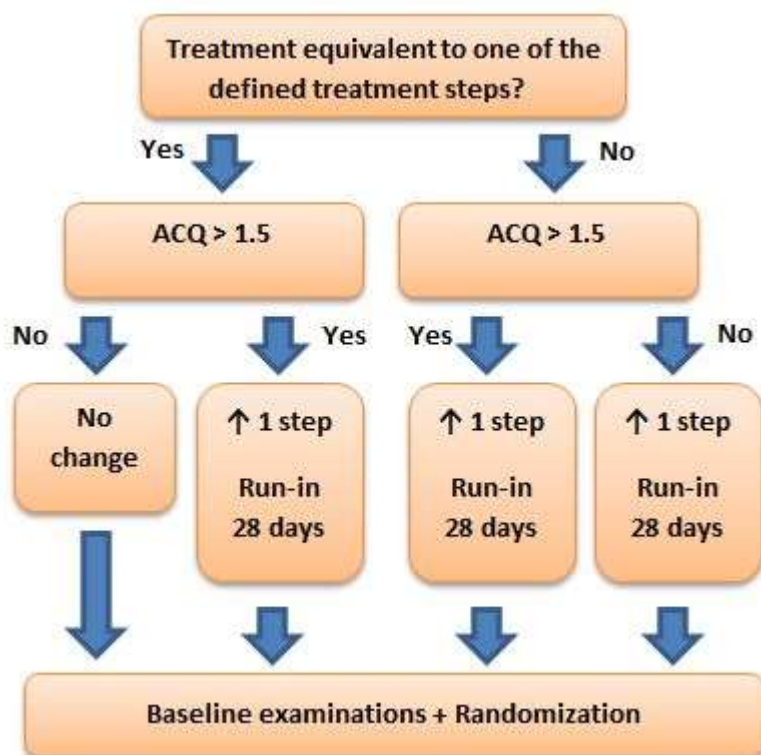 Treatment equivalent to one of the
defined treatment steps?
Yes
No
ACQ > 1.5
ACQ > 1.5
No
Yes
Yes
No
No
change
↑ 1 step
Run-in
28 days
↑ 1 step
Run-in
28 days
↑ 1 step
Run-in
28 days
Baseline examinations + Randomization